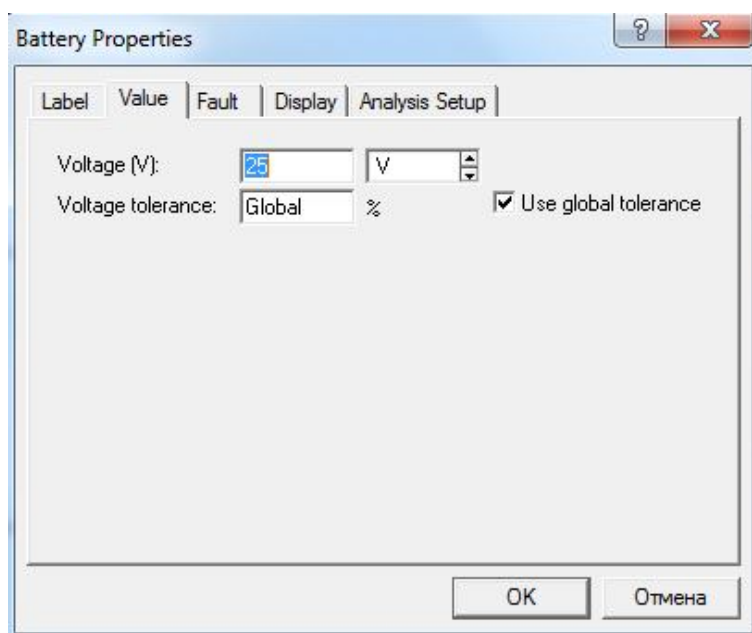 Battery Properties
Label Value Fault Display Analysis Setup
Voltage (V): 25 V
Voltage tolerance: Global % Use global tolerance
OK Отмена